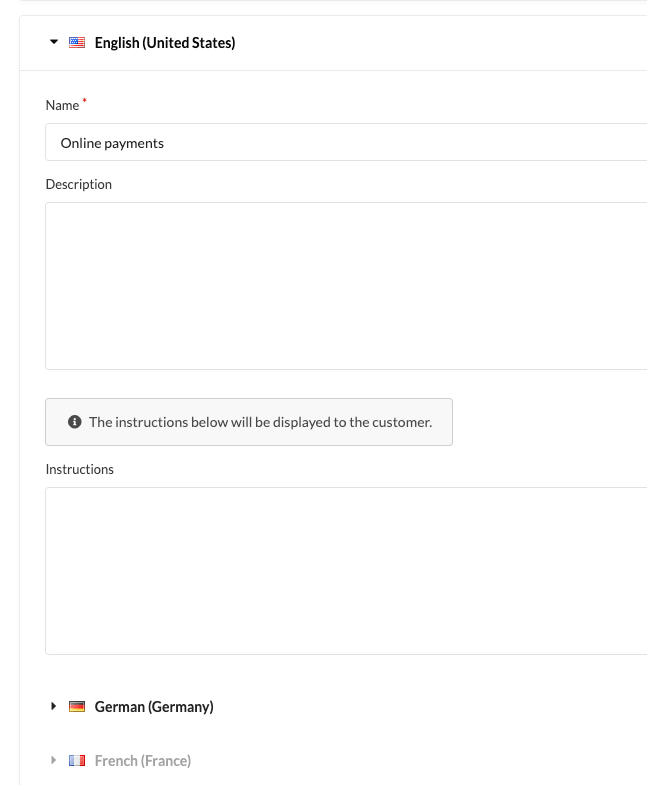 English (United States)
Name *
Online payments
Description
The instructions below will be displayed to the customer.
Instructions
German (Germany)
French (France)